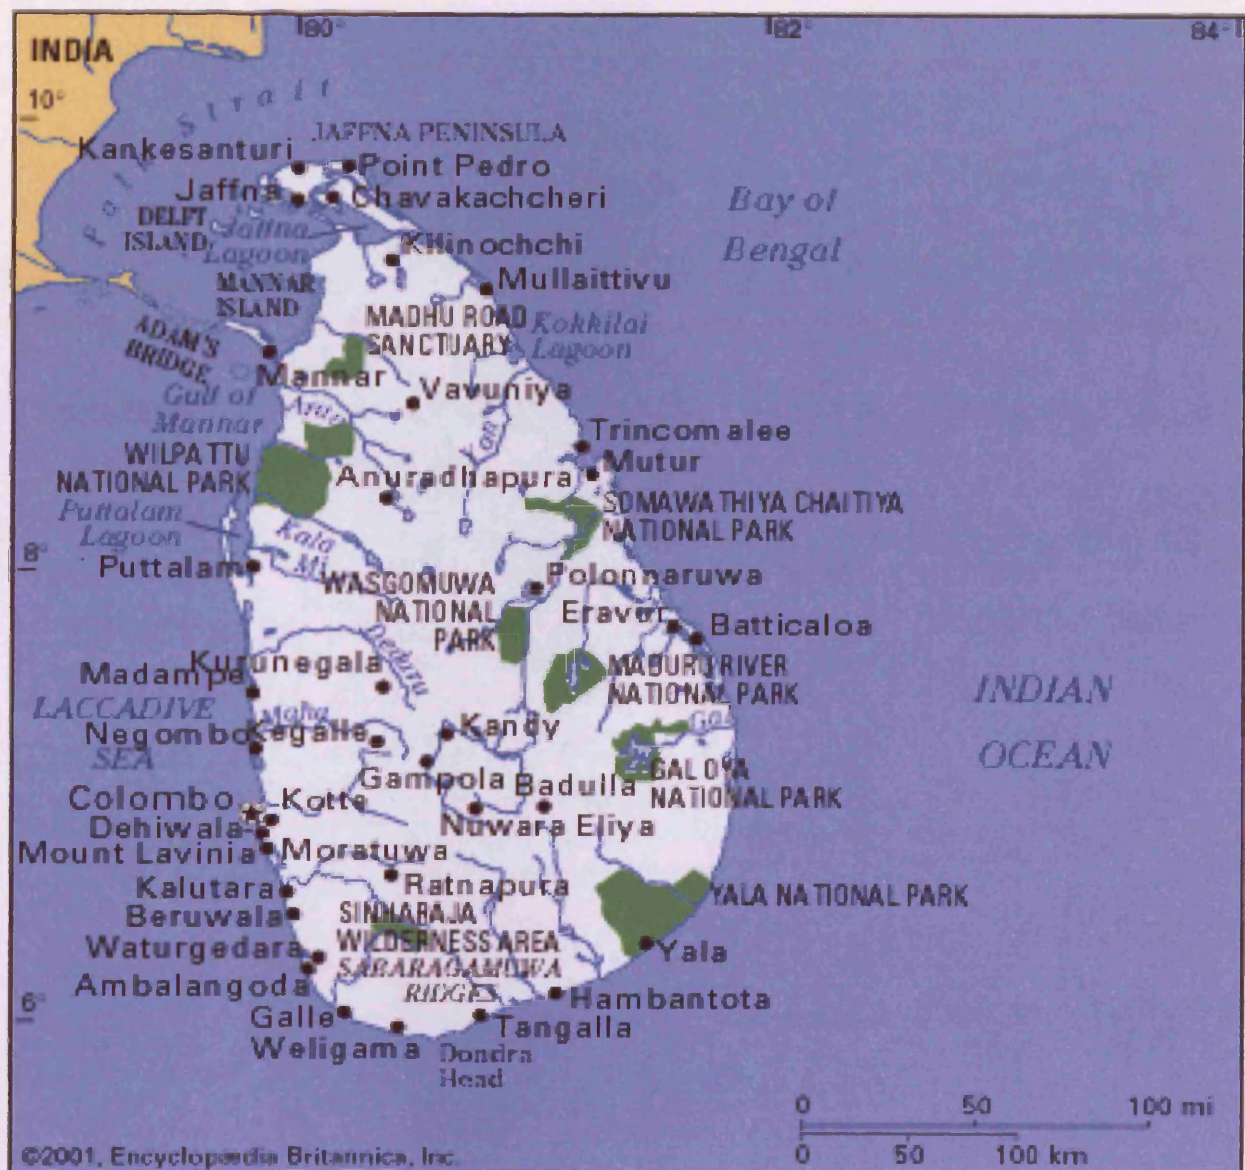 80°
82°
84°
INDIA
10°
Palk Strait
JAFFNA PENINSULA
Kankesanturi
Point Pedro
Jaffna
Chavakachcheri
DELFT
ISLAND
Jaffna
Lagoon
Kilinochchi
Bay of
Bengal
MANNAR
ISLAND
Mullaittivu
MADHU ROAD
SANCTUARY
Kokkilai
Lagoon
ADAM'S
BRIDGE
Mannar
Gulf of
Mannar
Vavuniya
Yan
Trincomalee
Mutur
WILPATTU
NATIONAL PARK
Anuradhapura
SOMAWATHIYA CHAITIYA
NATIONAL PARK
Puttalam
Lagoon
Kala
8°
Puttalam
WASGOMUWA
NATIONAL
PARK
Polonnaruwa
Eravur
Batticaloa
Deduru
MADURU RIVER
NATIONAL PARK
Kurunegala
Madampe
LACCADIVE
SEA
INDIAN
OCEAN
Maha
Gal
Negombo
Kegalle
Kandy
Gampola
Badulla
GAL OYA
NATIONAL PARK
Colombo
Kotte
Nuwara Eliya
Dehiwala-
Mount Lavinia
Moratuwa
Ratnapura
YALA NATIONAL PARK
Kalutara
Beruwala
SINHARAJA
WILDERNESS AREA
Yala
Waturgedara
SABARAGAMUWA
RIDGES
Ambalangoda
Hambantota
6°
Galle
Tangalla
Weligama
Dondra
Head
0 50 100 mi
0 50 100 km
©2001, Encyclopædia Britannica, Inc.